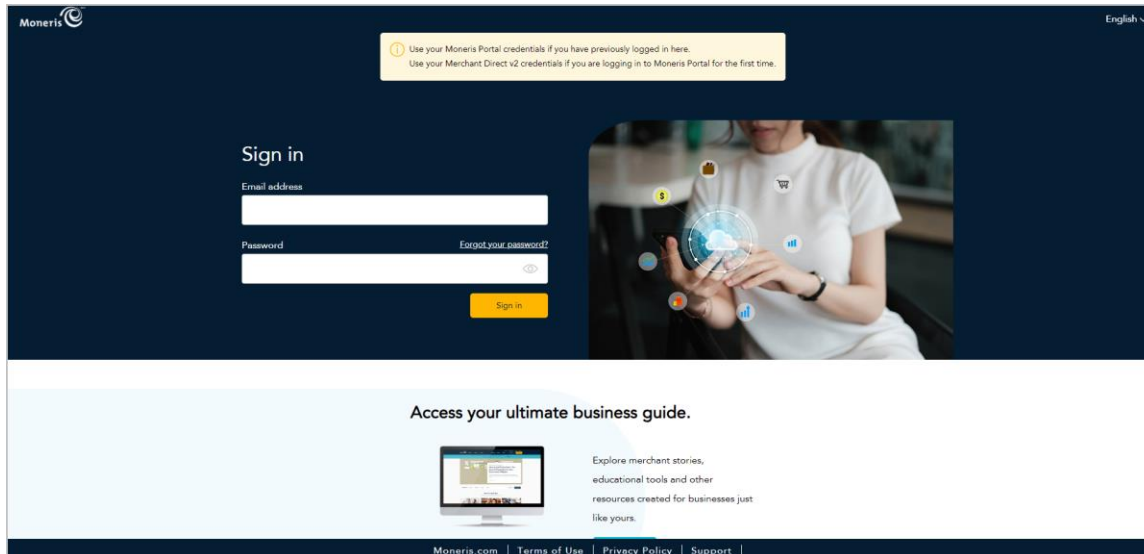 Moneris
English
Use your Moneris Portal credentials if you have previously logged in here.
Use your Merchant Direct v2 credentials if you are logging in to Moneris Portal for the first time.
Sign in
Email address
Password Forgot your password?
Sign in
Access your ultimate business guide.
Explore merchant stories,
educational tools and other
resources created for businesses just
like yours.
Moneris.com | Terms of Use | Privacy Policy | Support |